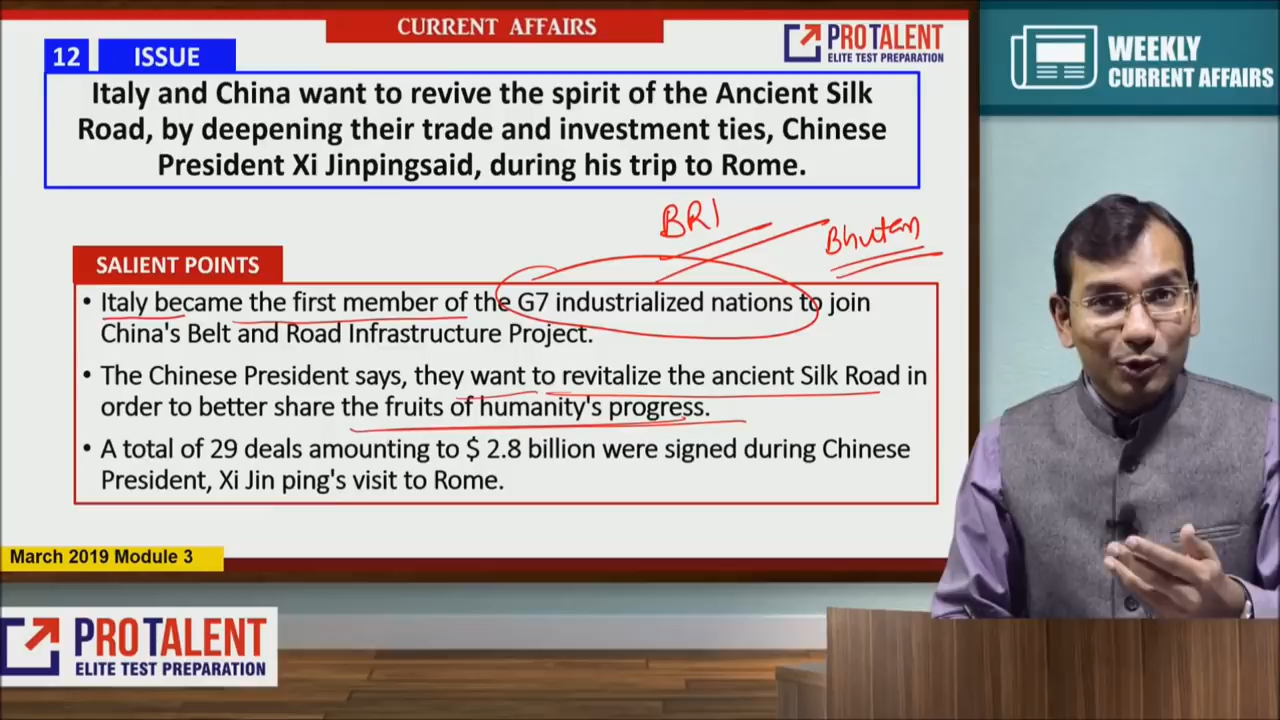 CURRENT AFFAIRS
PROTALENT
ELITE TEST PREPARATION
WEEKLY
CURRENT AFFAIRS
12 ISSUE
Italy and China want to revive the spirit of the Ancient Silk
Road, by deepening their trade and investment ties, Chinese
President Xi Jinpingsaid, during his trip to Rome.
BRI
Bhutan
SALIENT POINTS
• Italy became the first member of the G7 industrialized nations to join
China's Belt and Road Infrastructure Project.
• The Chinese President says, they want to revitalize the ancient Silk Road in
order to better share the fruits of humanity's progress.
• A total of 29 deals amounting to $ 2.8 billion were signed during Chinese
President, Xi Jin ping's visit to Rome.
March 2019 Module 3
PROTALENT
ELITE TEST PREPARATION